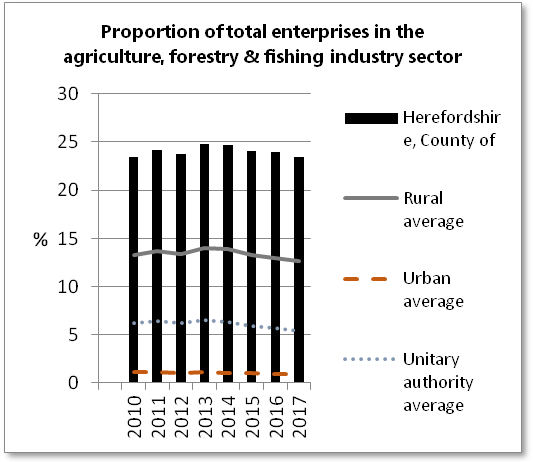 Proportion of total enterprises in the
agriculture, forestry & fishing industry sector
30
25
20
15
10
5
0
%
2010
2011
2012
2013
2014
2015
2016
2017
Herefordshir
e, County of
Rural
average
Urban
average
Unitary
authority
average